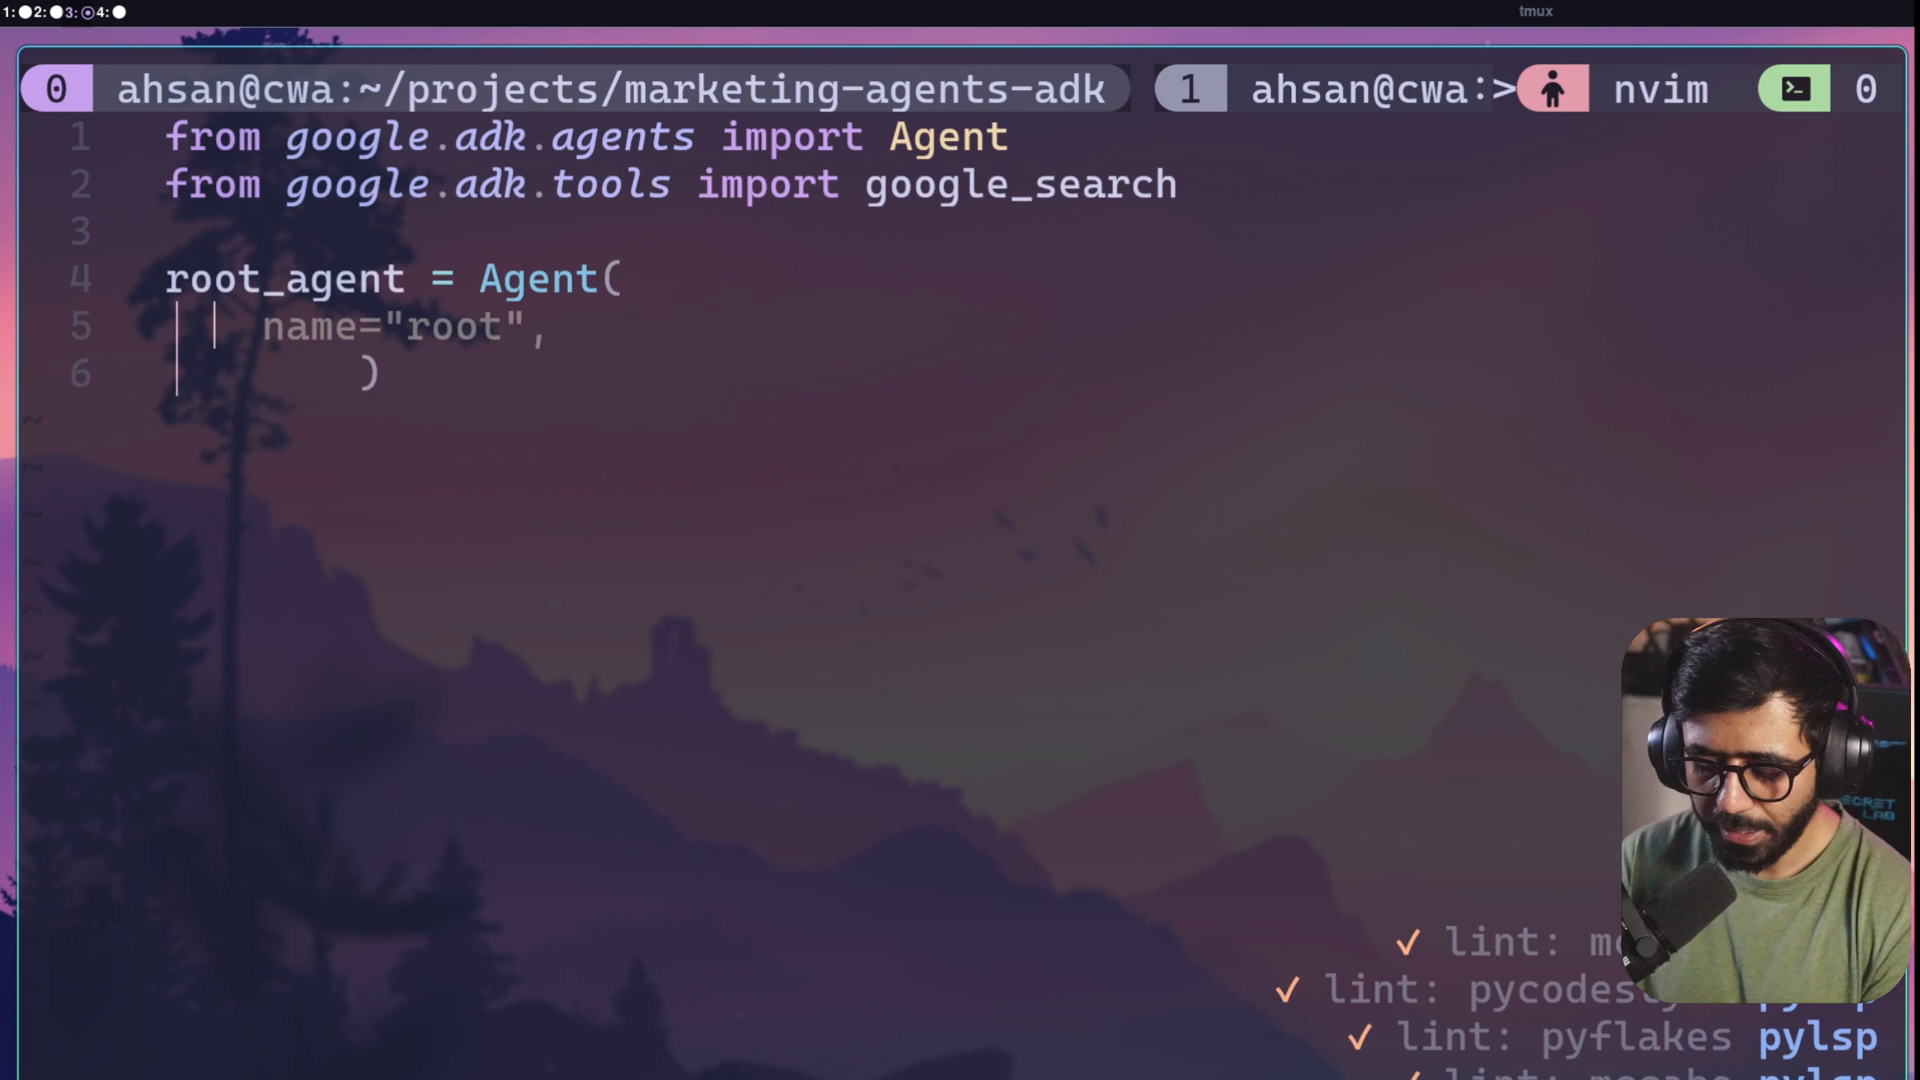 1: 2: 3: 4:
tmux
0 ahsan@cwa:~/projects/marketing-agents-adk 1 ahsan@cwa:> nvim 0
1 from google.adk.agents import Agent
2 from google.adk.tools import google_search
3
4 root_agent = Agent(
5 name="root",
6 )
~
~
~
~
~
~
ECRET
LAB
✓ lint:
✓ lint:
✓ lint: pyflakes pylsp